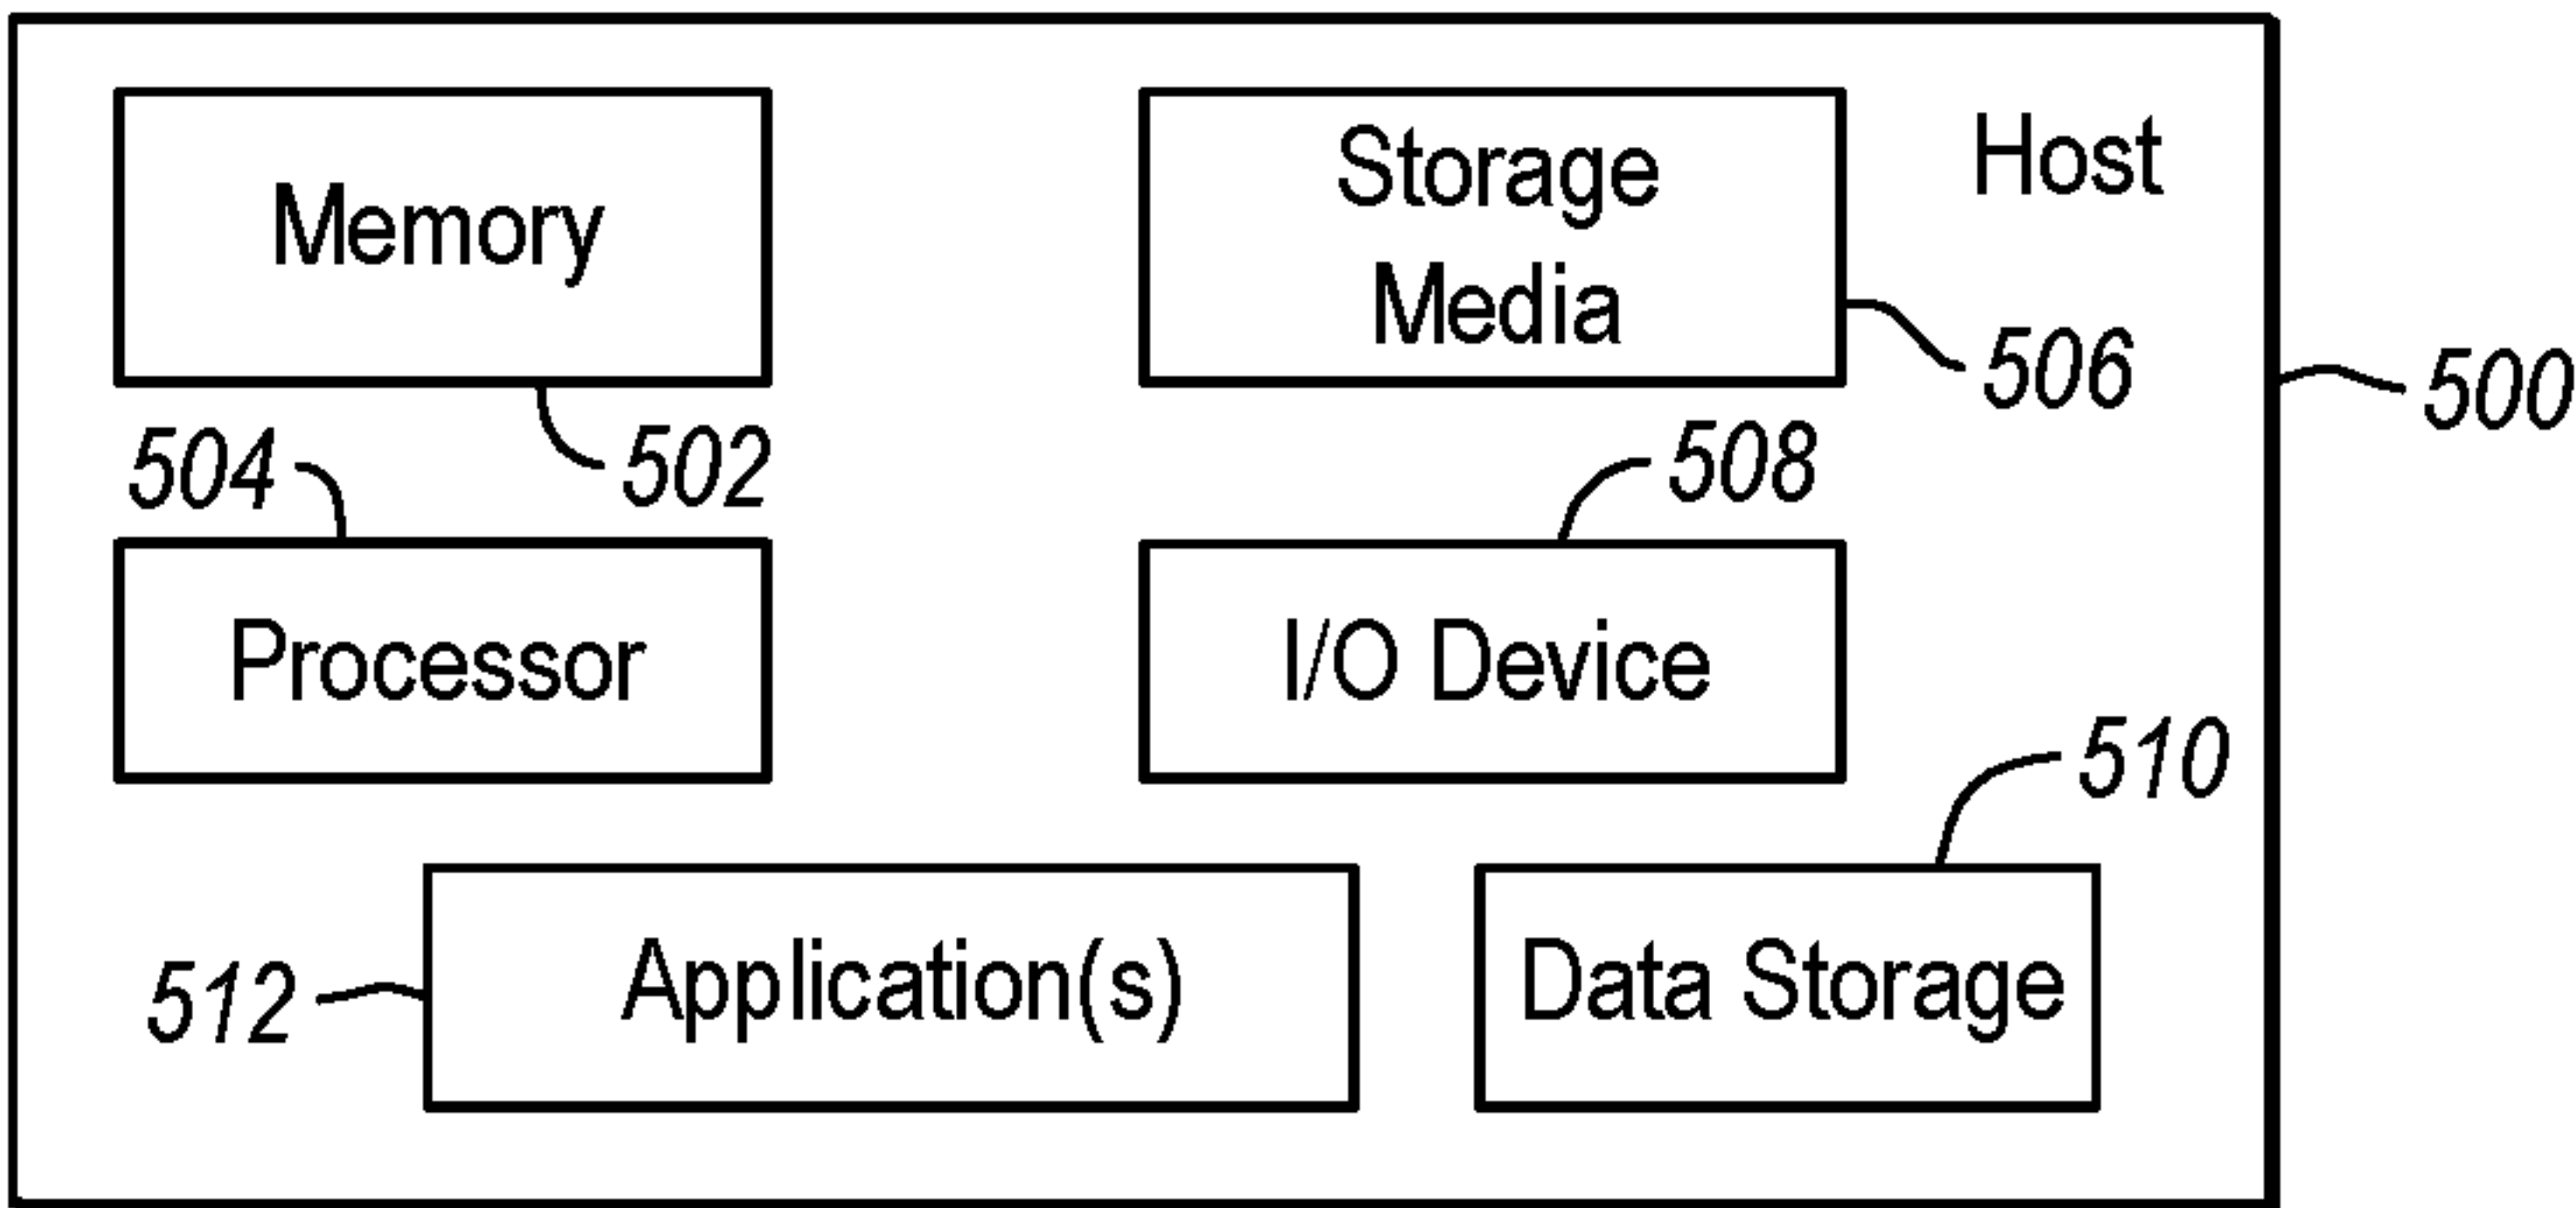 Memory
Storage
Media
Host
506
500
504
502
508
Processor
I/O Device
510
512
Application(s)
Data Storage